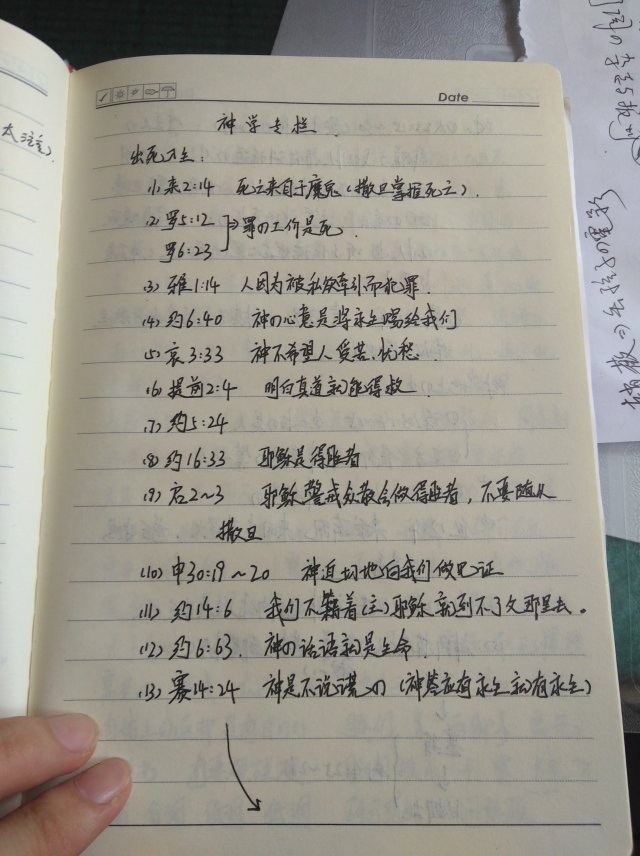 Date
神学专栏
出死入生:
(1) 来2:14 死亡来自于魔鬼(撒旦掌握死亡).
(2) 罗5:12
罗6:23 ⇒罪的工价是死.
(3) 雅1:14 人因为被私欲牵引而犯罪.
(4) 约6:40 神的心意是将永生赐给我们
(5) 哀3:33 神不希望人受苦.忧愁.
(6) 提前2:4 明白真道就能得救.
(7) 约5:24
(8) 约16:33 耶稣是得胜者
(9) 启2~3 耶稣警戒众教会做得胜者,不要随从
撒旦
(10) 申30:19~20 神迫切地向我们做见证
(11) 约14:6 我们不藉着(主)耶稣就到不了父那里去。
(12) 约6:63. 神的话语就是生命.
(13) 赛14:24 神是不说谎的(神答应有永生就有永生)